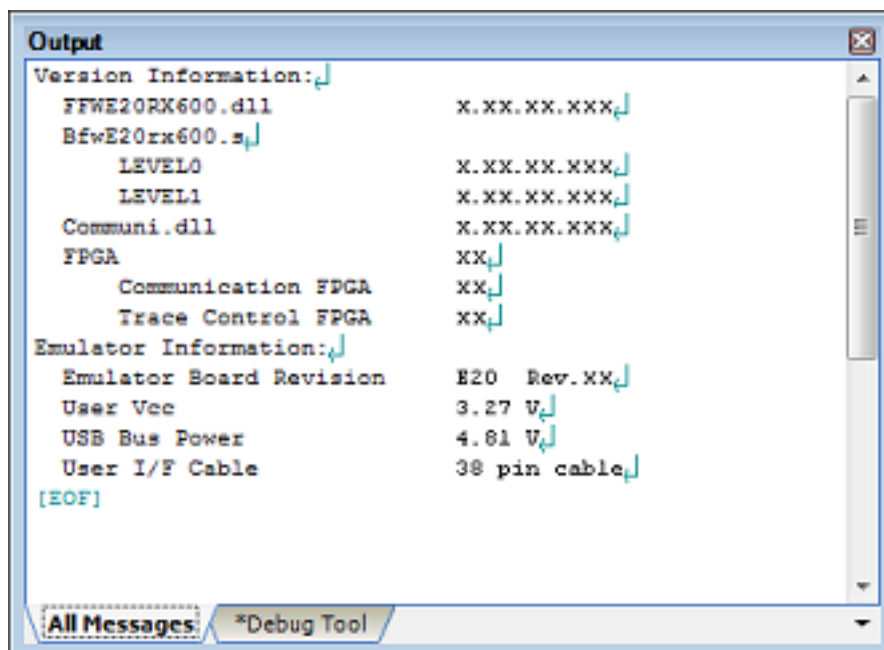 Output
Version Information:↵
FFWE20RX600.dll x.xx.xx.xxx↵
BfwE20rx600.s↵
LEVEL0 x.xx.xx.xxx↵
LEVEL1 x.xx.xx.xxx↵
Communi.dll x.xx.xx.xxx↵
FPGA xx↵
Communication FPGA xx↵
Trace Control FPGA xx↵
Emulator Information:↵
Emulator Board Revision E20 Rev.xx↵
User Vcc 3.27 V↵
USB Bus Power 4.81 V↵
User I/F Cable 38 pin cable↵
[EOF]
All Messages *Debug Tool